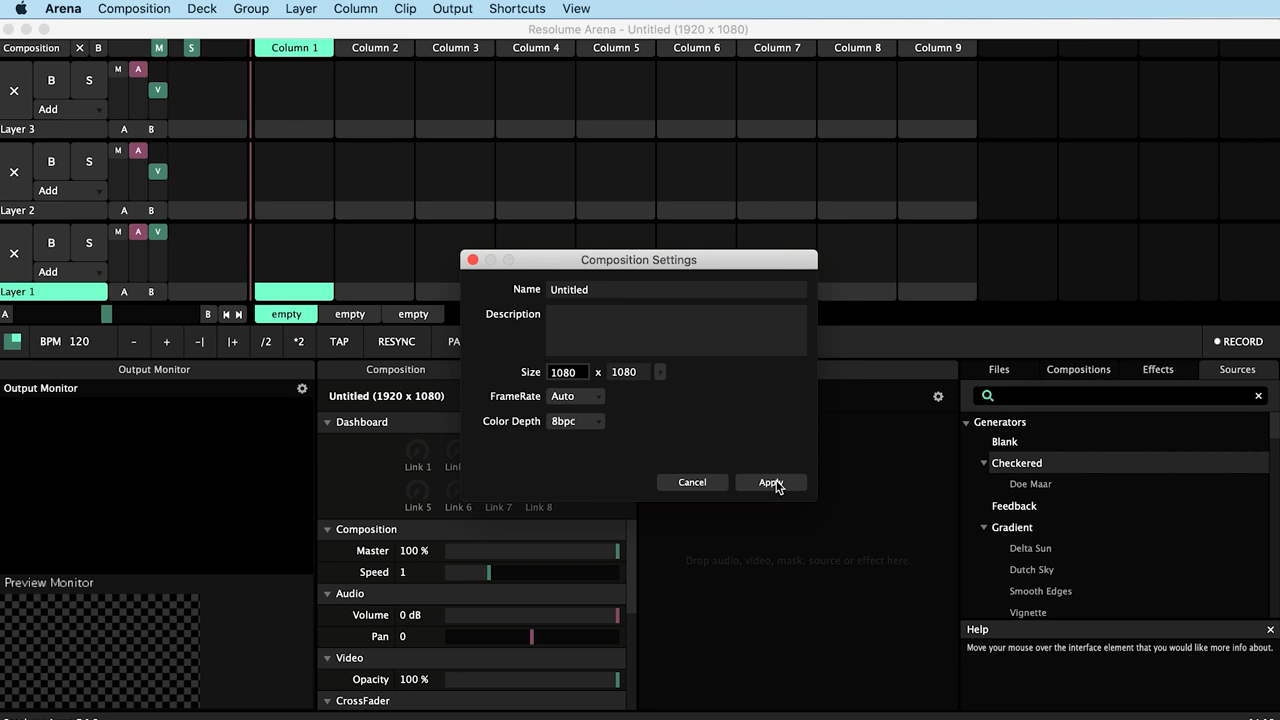 Arena Composition Deck Group Layer Column Clip Output Shortcuts View
Resolume Arena - Untitled (1920 x 1080)
Composition X B M S Column 1 Column 2 Column 3 Column 4 Column 5 Column 6 Column 7 Column 8 Column 9
B S M A V
Add
Layer 3 A B
B S M A V
Add
Layer 2 A B
B S M A V
Add
Layer 1 A B
A B empty empty empty
BPM 120 - + -| |+ /2 *2 TAP RESYNC PA RECORD
Composition Settings
Name Untitled
Description
Size 1080 x 1080
FrameRate Auto
Color Depth 8bpc
Cancel Apply
Output Monitor
Output Monitor
Preview Monitor
Composition
Untitled (1920 x 1080)
Dashboard
Link 1 Lin
Link 5 Link 6 Link 7 Link 8
Composition
Master 100 %
Speed 1
Audio
Volume 0 dB
Pan 0
Video
Opacity 100 %
CrossFader
Drop audio, video, mask, source or effect here.
Files Compositions Effects Sources
Generators
Blank
Checkered
Doe Maar
Feedback
Gradient
Delta Sun
Dutch Sky
Smooth Edges
Vignette
Help
Move your mouse over the interface element that you would like more info about.